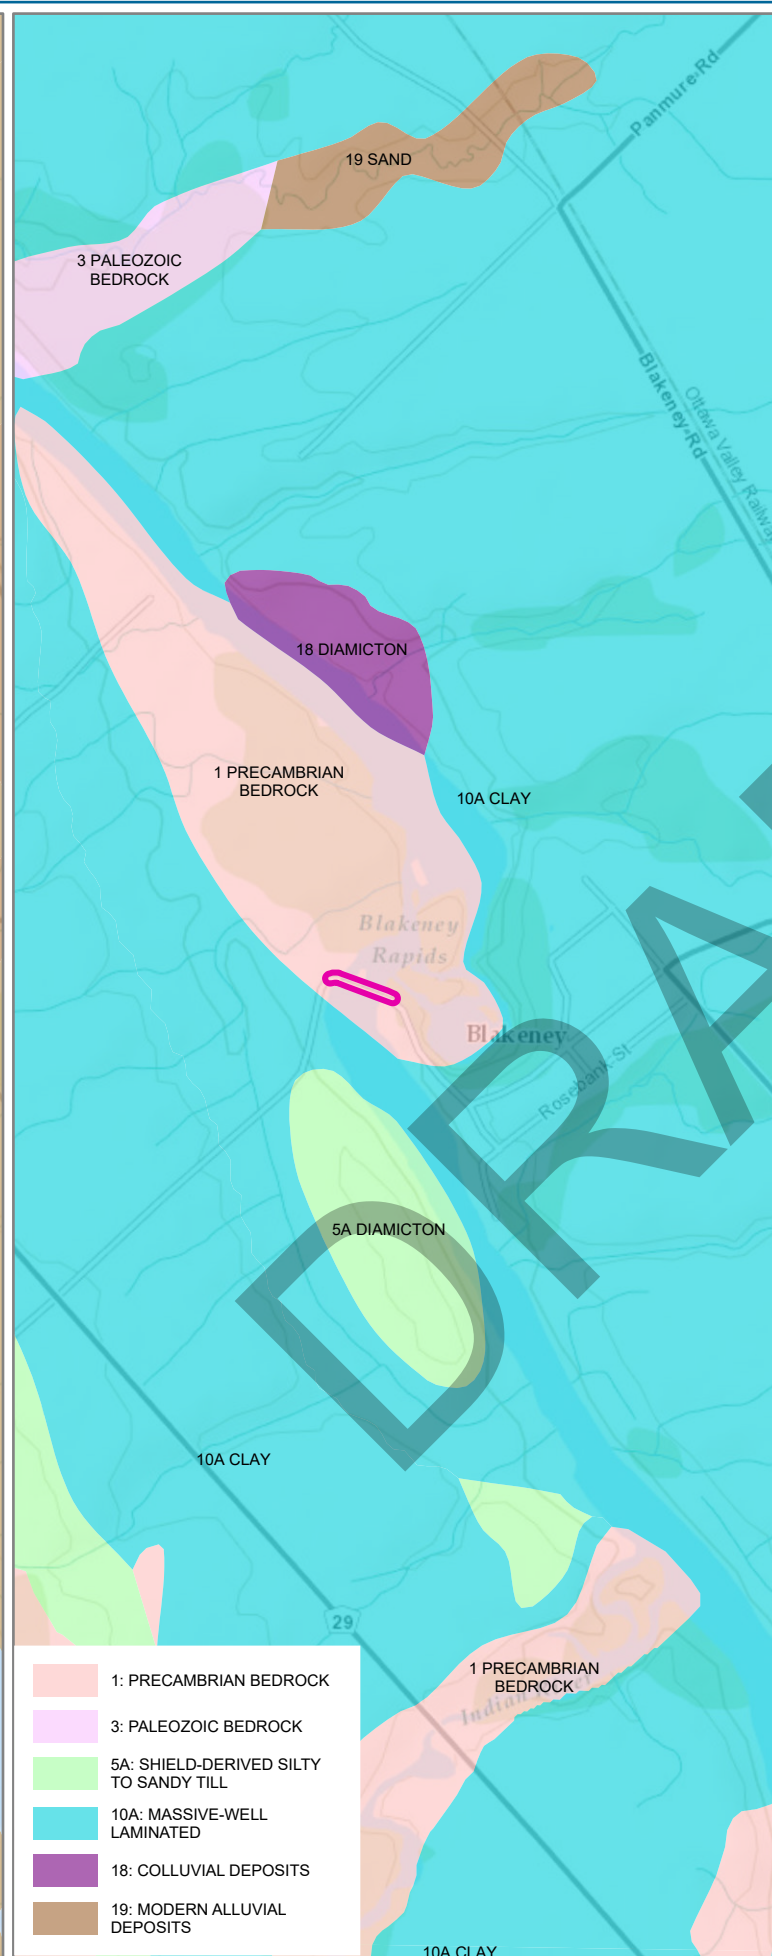 Panmure Rd
19 SAND
3 PALEOZOIC
BEDROCK
Blakeney Rd
Ottawa Valley Railway
18 DIAMICTON
1 PRECAMBRIAN
BEDROCK
10A CLAY
Blakeney
Rapids
Blakeney
Rosebank St
5A DIAMICTON
10A CLAY
29
1 PRECAMBRIAN
BEDROCK
Indian River
10A CLAY
DRA
1: PRECAMBRIAN BEDROCK
3: PALEOZOIC BEDROCK
5A: SHIELD-DERIVED SILTY
TO SANDY TILL
10A: MASSIVE-WELL
LAMINATED
18: COLLUVIAL DEPOSITS
19: MODERN ALLUVIAL
DEPOSITS